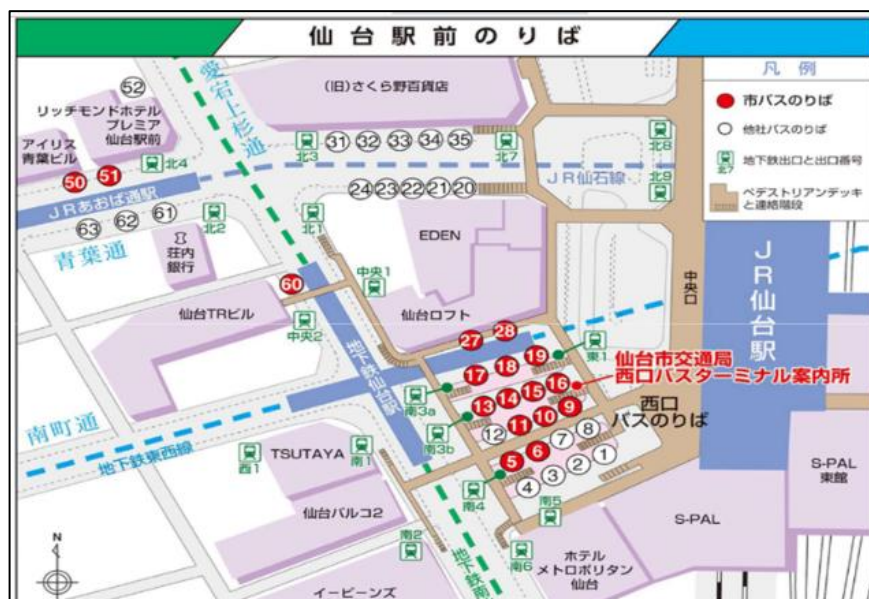 仙台駅前のりば
凡例
市バスのりば
他社バスのりば
北7
地下鉄出口と出口番号
ペデストリアンデッキ
と連絡階段
愛宕上杉通
(旧)さくら野百貨店
52
リッチモンドホテル
プレミア
仙台駅前
アイリス
青葉ビル
50
51
北4
北3
31
32
33
34
35
北7
北8
北9
JR仙石線
JRあおば通駅
24
23
22
21
20
63
62
61
北2
北1
青葉通
荘内
銀行
EDEN
中央1
60
仙台TRビル
中央2
仙台ロフト
中央口
JR仙台駅
地下鉄仙台駅
27
28
17
18
19
東1
仙台市交通局
西口バスターミナル案内所
南3a
13
14
15
16
西口
バスのりば
南3b
12
11
10
9
南町通
地下鉄東西線
西1
TSUTAYA
南1
5
6
7
8
4
3
2
1
南4
南5
仙台パルコ2
南2
地下鉄南
南6
ホテル
メトロポリタン
仙台
S-PAL
S-PAL
東館
イービーンズ
N